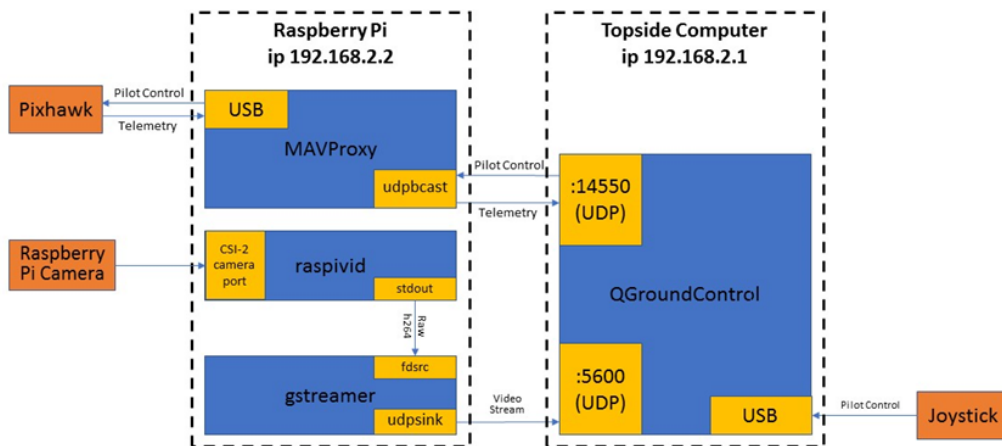 Raspberry Pi
ip 192.168.2.2
Topside Computer
ip 192.168.2.1
Pixhawk
Pilot Control
Telemetry
USB
MAVProxy
udpbcast
Pilot Control
Telemetry
:14550
(UDP)
Raspberry
Pi Camera
CSI-2
camera
port
raspivid
stdout
QGroundControl
Raw
h264
fdsrc
gstreamer
udpsink
Video
Stream
:5600
(UDP)
USB
Pilot Control
Joystick